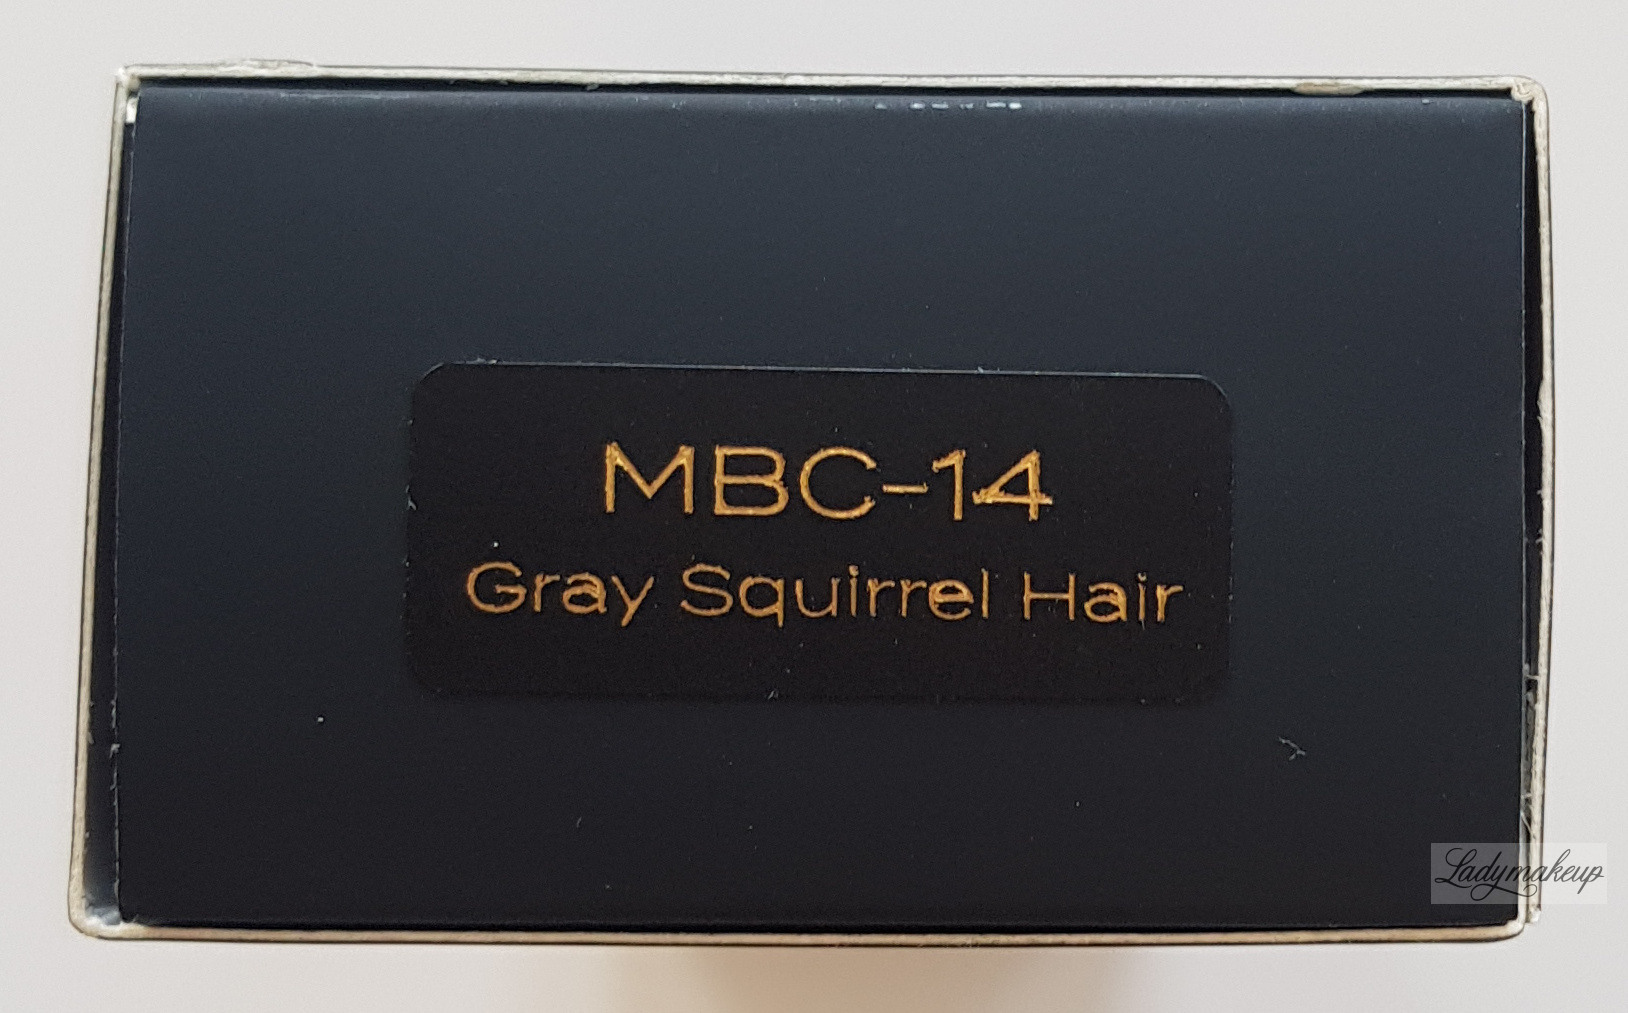 MBC-14
Gray Squirrel Hair
Ladymakeup